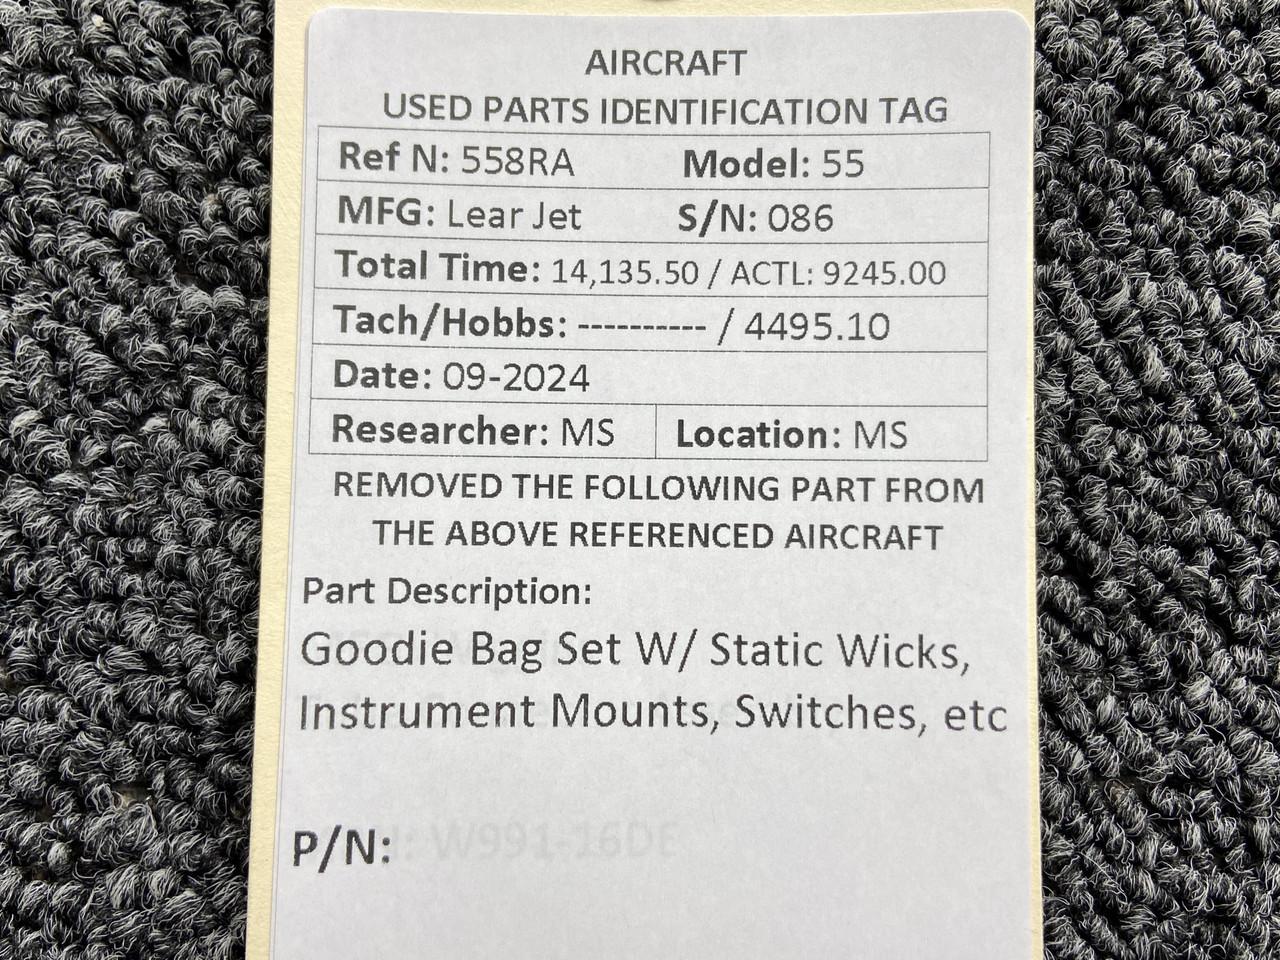 AIRCRAFT
USED PARTS IDENTIFICATION TAG
Ref N: 558RA Model: 55
MFG: Lear Jet S/N: 086
Total Time: 14,135.50 / ACTL: 9245.00
Tach/Hobbs: ---------- / 4495.10
Date: 09-2024
Researcher: MS Location: MS
REMOVED THE FOLLOWING PART FROM
THE ABOVE REFERENCED AIRCRAFT
Part Description:
Goodie Bag Set W/ Static Wicks,
Instrument Mounts, Switches, etc
P/N: